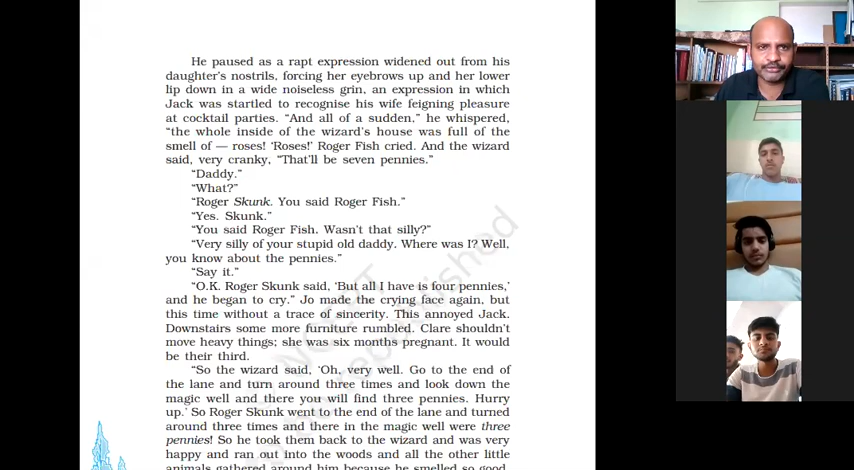 He paused as a rapt expression widened out from his
daughter's nostrils, forcing her eyebrows up and her lower
lip down in a wide noiseless grin, an expression in which
Jack was startled to recognise his wife feigning pleasure
at cocktail parties. “And all of a sudden,” he whispered,
“the whole inside of the wizard's house was full of the
smell of — roses! ‘Roses!’ Roger Fish cried. And the wizard
said, very cranky, “That'll be seven pennies.”
“Daddy.”
“What?”
“Roger Skunk. You said Roger Fish.”
“Yes. Skunk.”
“You said Roger Fish. Wasn't that silly?”
“Very silly of your stupid old daddy. Where was I? Well,
you know about the pennies.”
“Say it.”
“O.K. Roger Skunk said, ‘But all I have is four pennies,’
and he began to cry.” Jo made the crying face again, but
this time without a trace of sincerity. This annoyed Jack.
Downstairs some more furniture rumbled. Clare shouldn't
move heavy things; she was six months pregnant. It would
be their third.
“So the wizard said, ‘Oh, very well. Go to the end of
the lane and turn around three times and look down the
magic well and there you will find three pennies. Hurry
up.’ So Roger Skunk went to the end of the lane and turned
around three times and there in the magic well were three
pennies! So he took them back to the wizard and was very
happy and ran out into the woods and all the other little
animals gathered around him because he smelled so good.
NCERT
republished